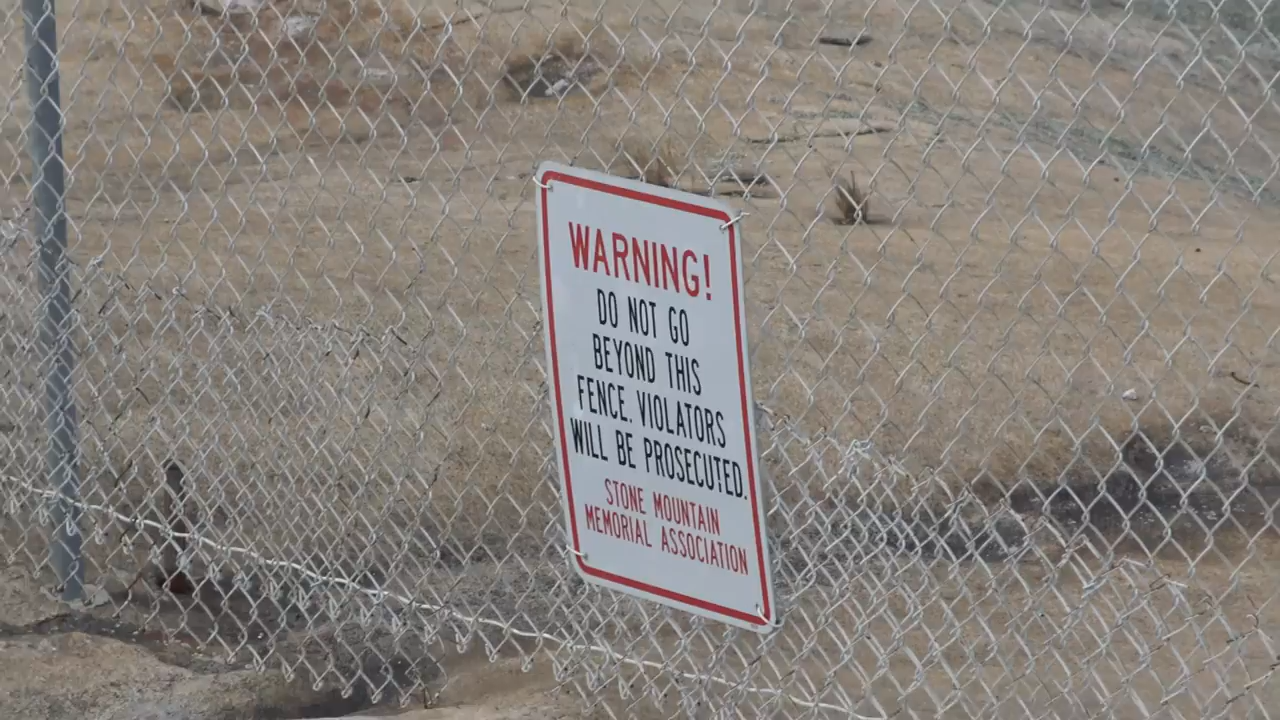 WARNING!
DO NOT GO
BEYOND THIS
FENCE. VIOLATORS
WILL BE PROSECUTED.
STONE MOUNTAIN
MEMORIAL ASSOCIATION